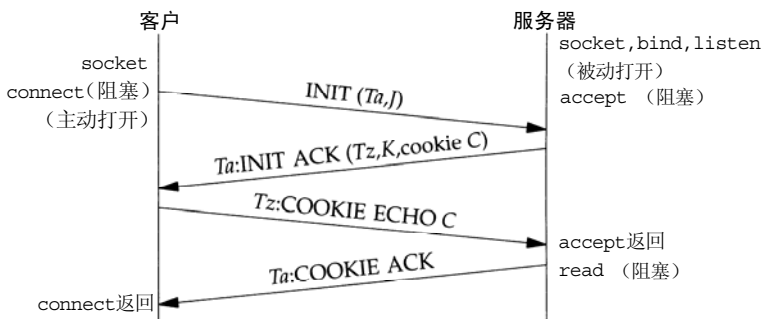 客户
服务器
socket
connect(阻塞)
(主动打开)
socket,bind,listen
(被动打开)
accept (阻塞)
INIT (Ta,J)
Ta:INIT ACK (Tz,K,cookie C)
Tz:COOKIE ECHO C
accept返回
read (阻塞)
Ta:COOKIE ACK
connect返回